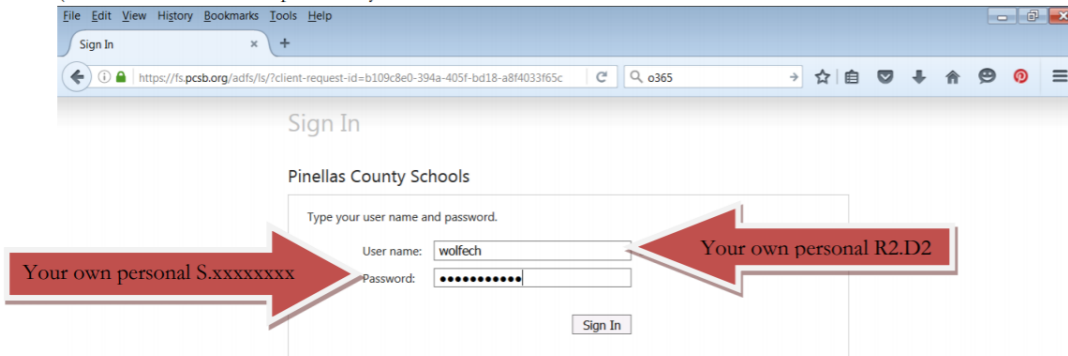 File Edit View History Bookmarks Tools Help
Sign In × +
https://fs.pcsb.org/adfs/ls/?client-request-id=b109c8e0-394a-405f-bd18-a8f4033f65c o365
Sign In
Pinellas County Schools
Type your user name and password.
User name: wolfech
Your own personal R2.D2
Your own personal S.xxxxxxxx
Password: ●●●●●●●●●●●
Sign In